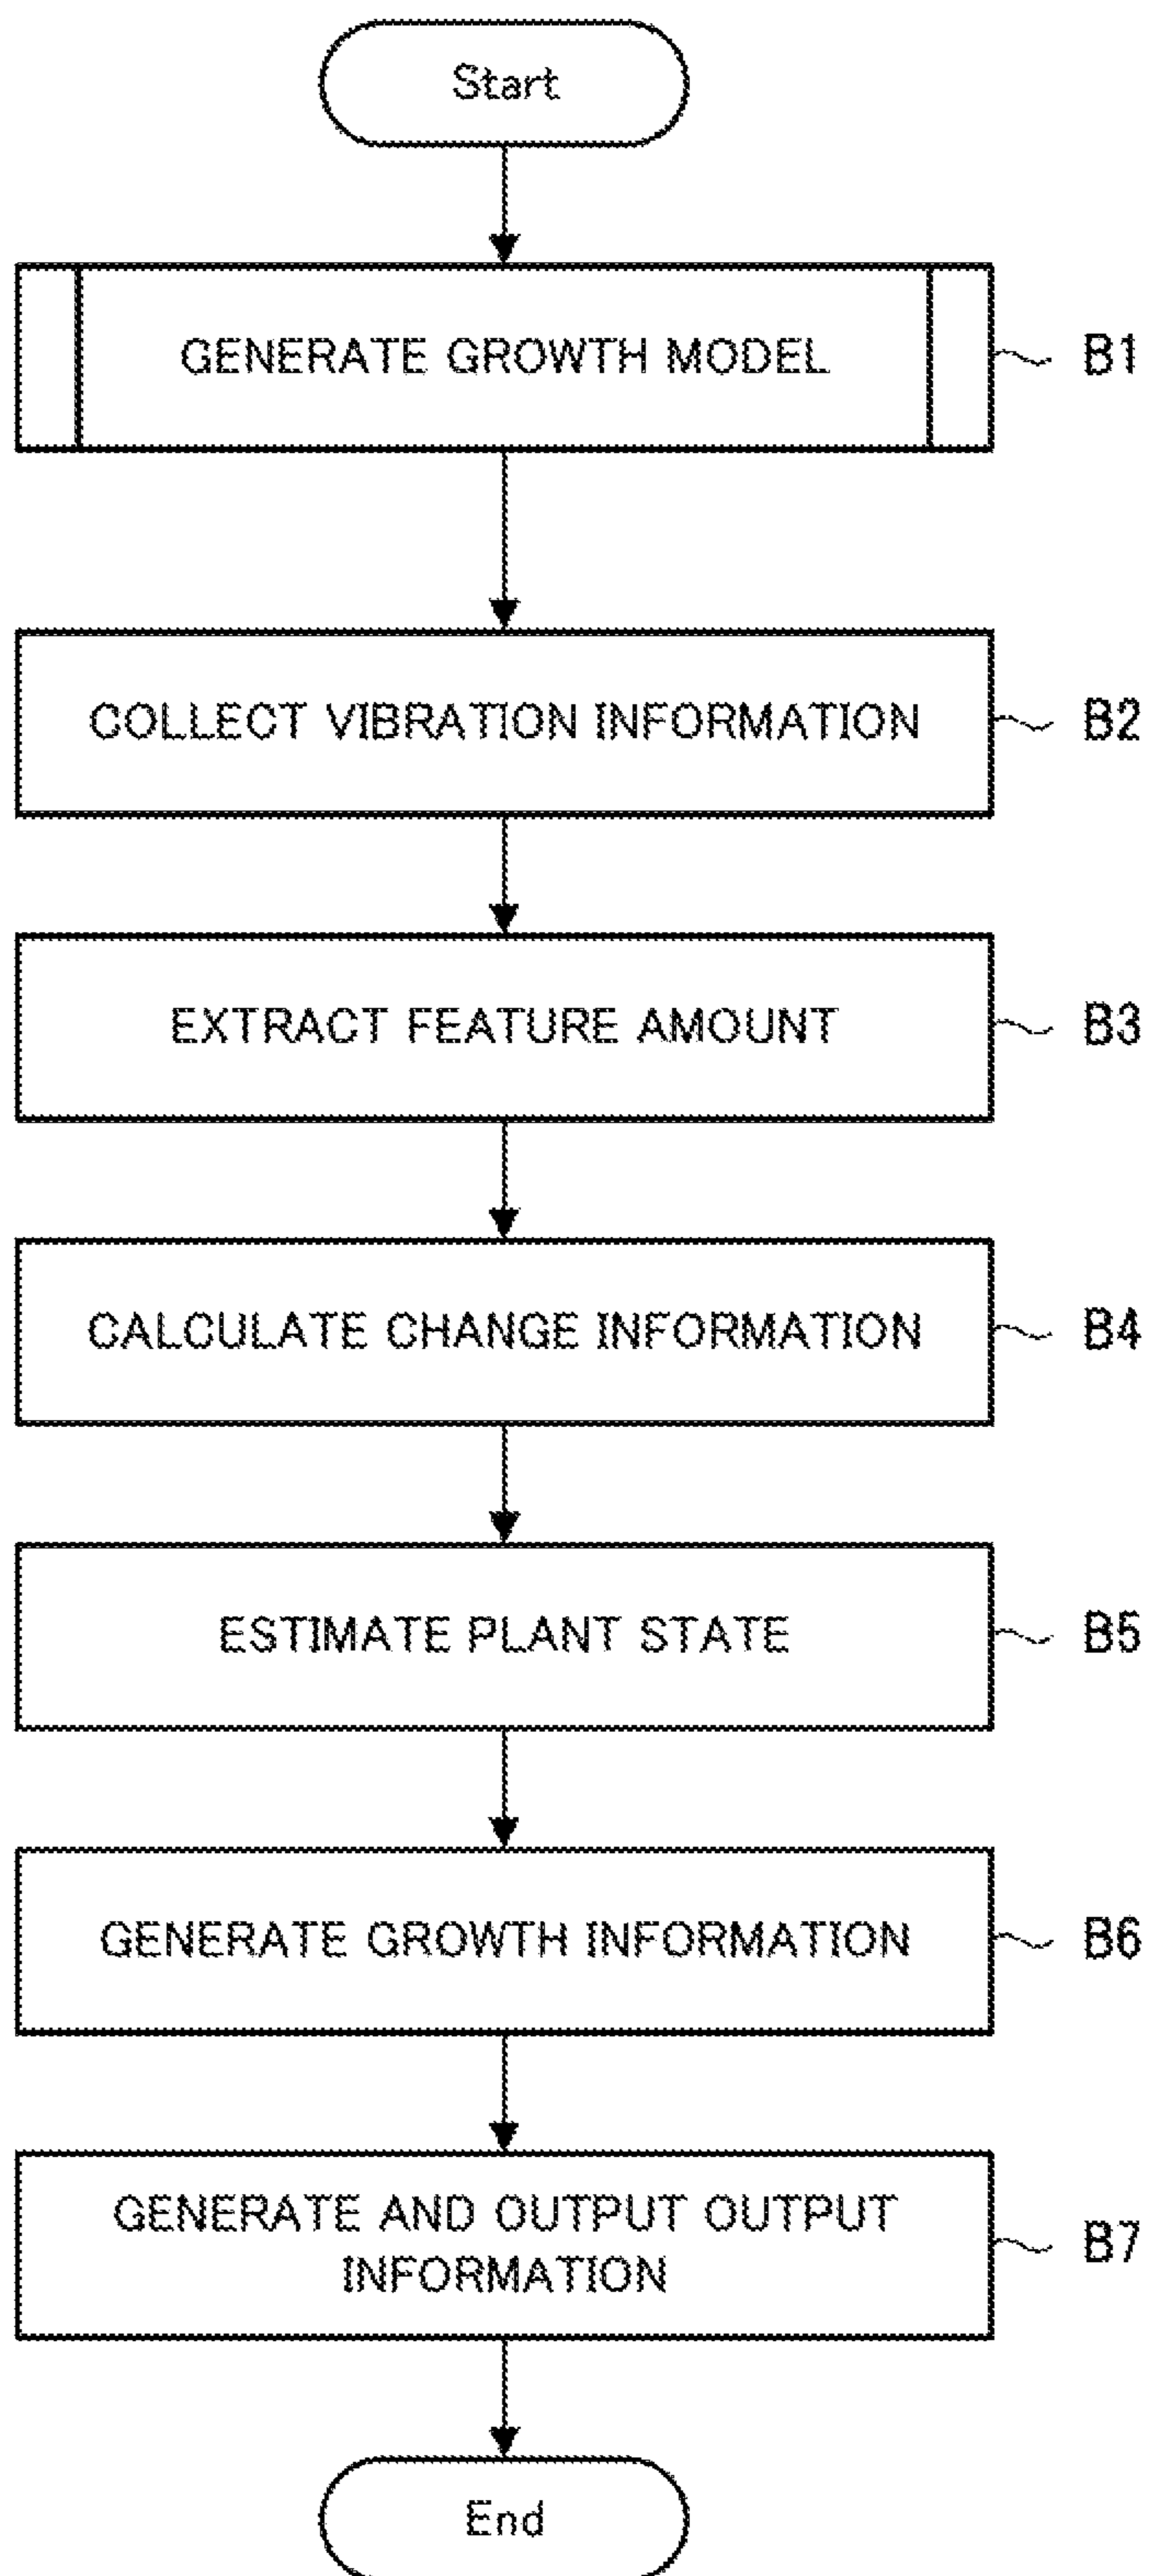 Start
GENERATE GROWTH MODEL
B1
COLLECT VIBRATION INFORMATION
B2
EXTRACT FEATURE AMOUNT
B3
CALCULATE CHANGE INFORMATION
B4
ESTIMATE PLANT STATE
B5
GENERATE GROWTH INFORMATION
B6
GENERATE AND OUTPUT OUTPUT
INFORMATION
B7
End